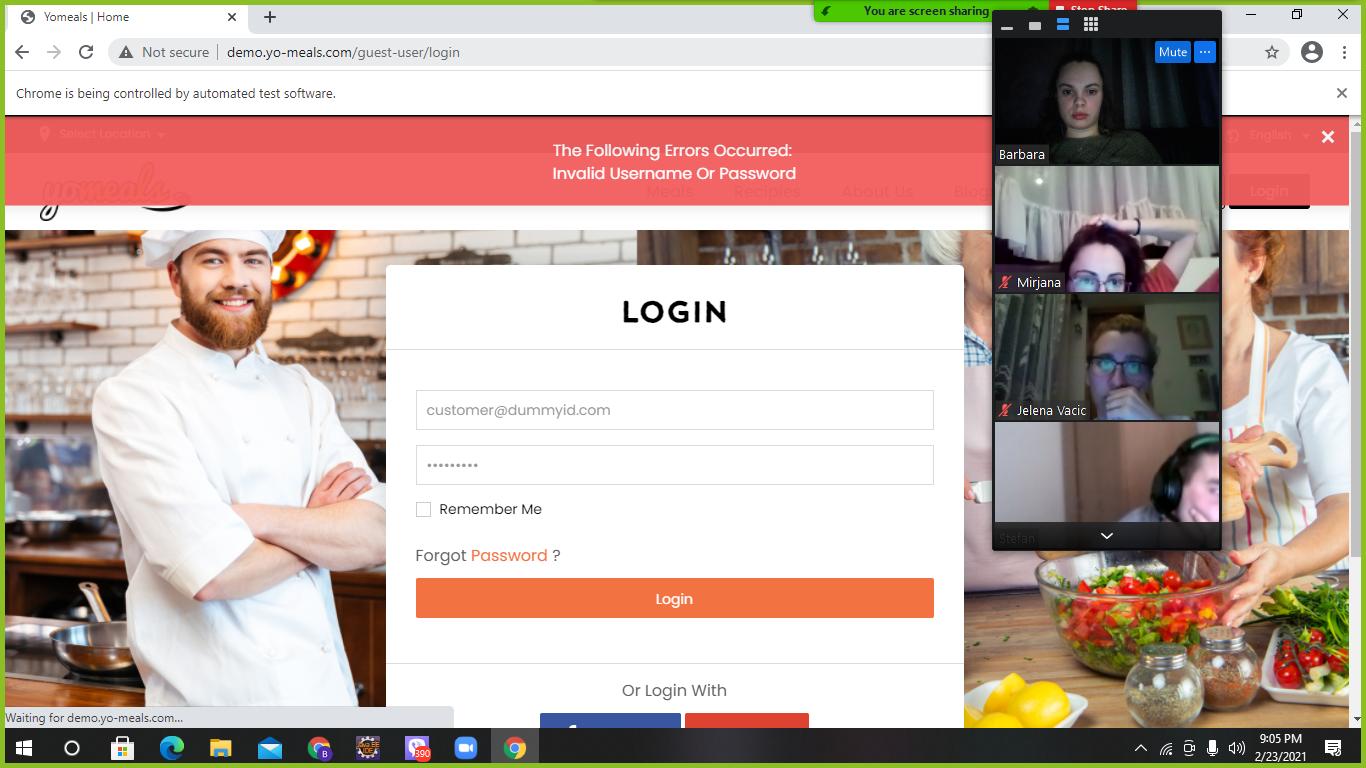 Yomeals | Home
You are screen sharing
Stop Share
Not secure
demo.yo-meals.com/guest-user/login
Chrome is being controlled by automated test software.
Mute
Select Location
English
The Following Errors Occurred:
Invalid Username Or Password
yomeals
Meals
Recipies
About Us
Login
Barbara
Mirjana
Jelena Vacic
Stefan
LOGIN
customer@dummyid.com
Remember Me
Forgot Password ?
Login
Or Login With
Waiting for demo.yo-meals.com...
B
390
9:05 PM
2/23/2021